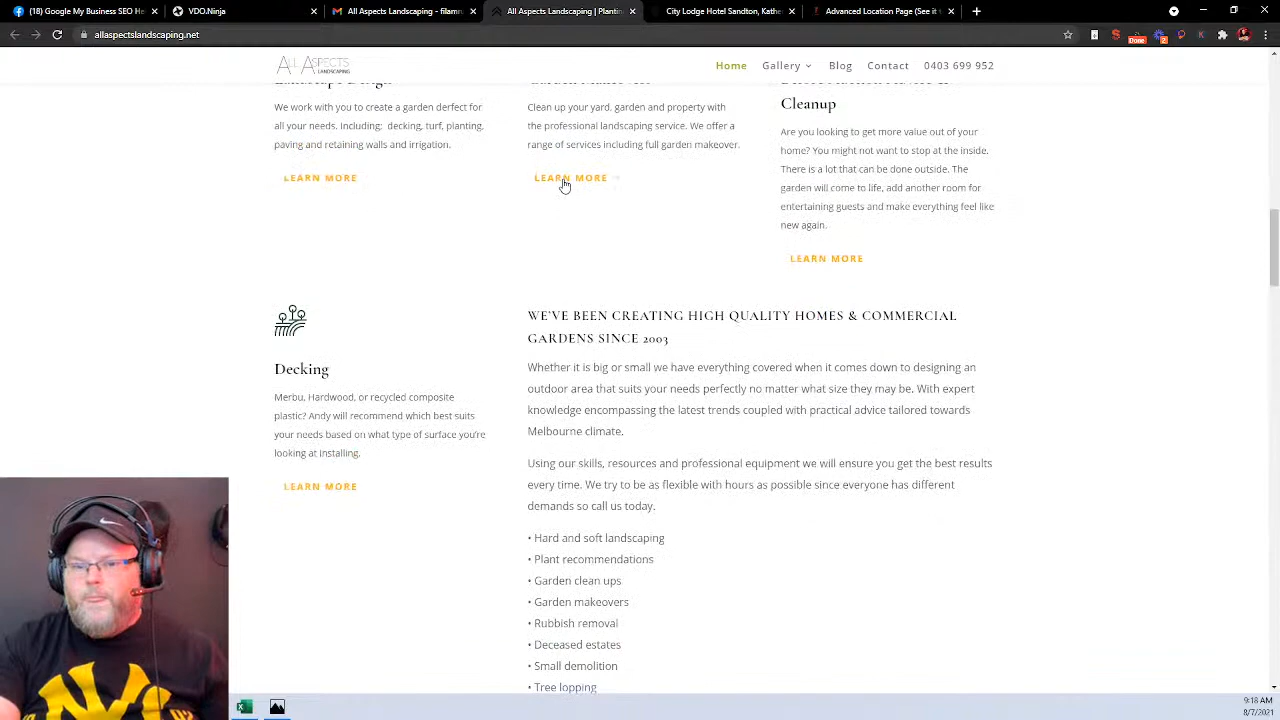 (18) Google My Business SEO He
VDD.Ninja
All Aspects Landscaping - filamn
All Aspects Landscaping | Plantin
City Lodge Hotel Sandton, Kathe
Advanced Location Page (See it
allaspectslandscaping.net
Done
ALL ASPECTS
LANDSCAPING
Home
Gallery
Blog
Contact
0403 699 952
We work with you to create a garden derfect for
all your needs. Including; decking, turf, planting,
paving and retaining walls and irrigation.
LEARN MORE
Clean up your yard, garden and property with
the professional landscaping service. We offer a
range of services including full garden makeover.
LEARN MORE
Cleanup
Are you looking to get more value out of your
home? You might not want to stop at the inside.
There is a lot that can be done outside. The
garden will come to life, add another room for
entertaining guests and make everything feel like
new again.
LEARN MORE
Decking
Merbu, Hardwood, or recycled composite
plastic? Andy will recommend which best suits
your needs based on what type of surface you're
looking at installing.
LEARN MORE
WE'VE BEEN CREATING HIGH QUALITY HOMES & COMMERCIAL
GARDENS SINCE 2003
Whether it is big or small we have everything covered when it comes down to designing an
outdoor area that suits your needs perfectly no matter what size they may be. With expert
knowledge encompassing the latest trends coupled with practical advice tailored towards
Melbourne climate.
Using our skills, resources and professional equipment we will ensure you get the best results
every time. We try to be as flexible with hours as possible since everyone has different
demands so call us today.
• Hard and soft landscaping
• Plant recommendations
• Garden clean ups
• Garden makeovers
• Rubbish removal
• Deceased estates
• Small demolition
• Tree lopping
9:18 AM
8/7/2021